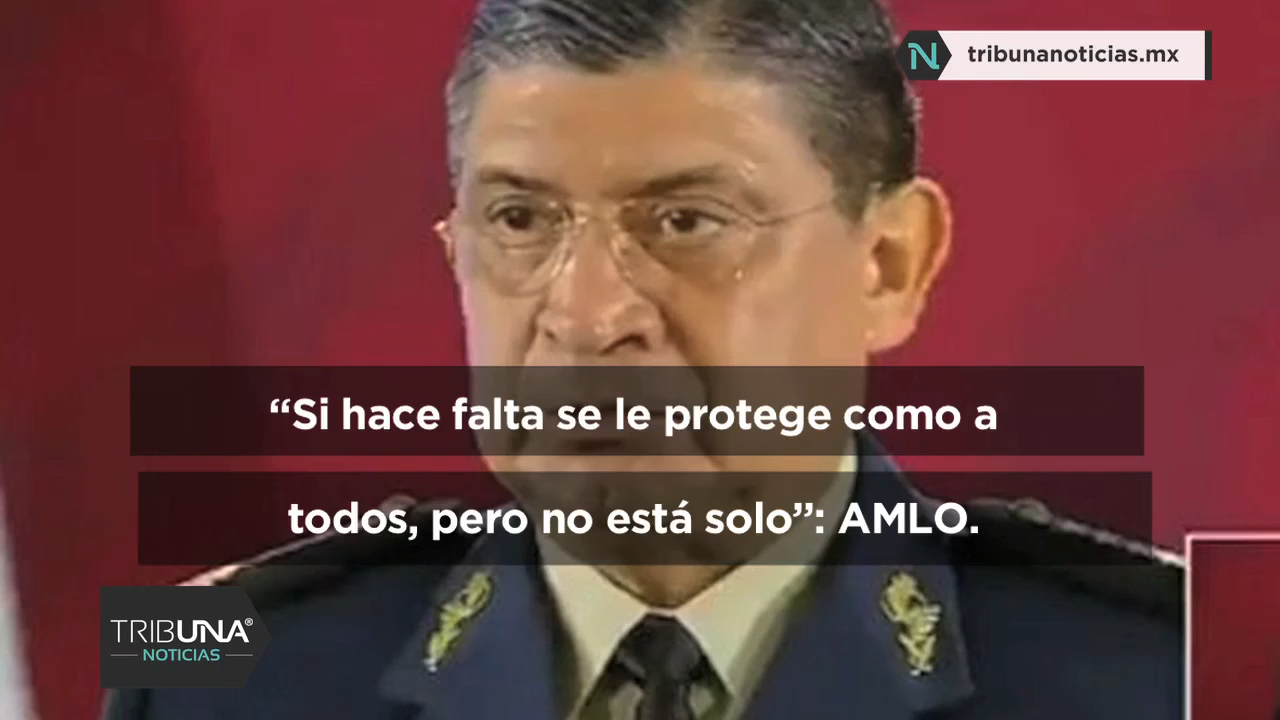 tribunanoticias.mx
“Si hace falta se le protege como a
todos, pero no está solo”: AMLO.
TRIBUNA®
NOTICIAS